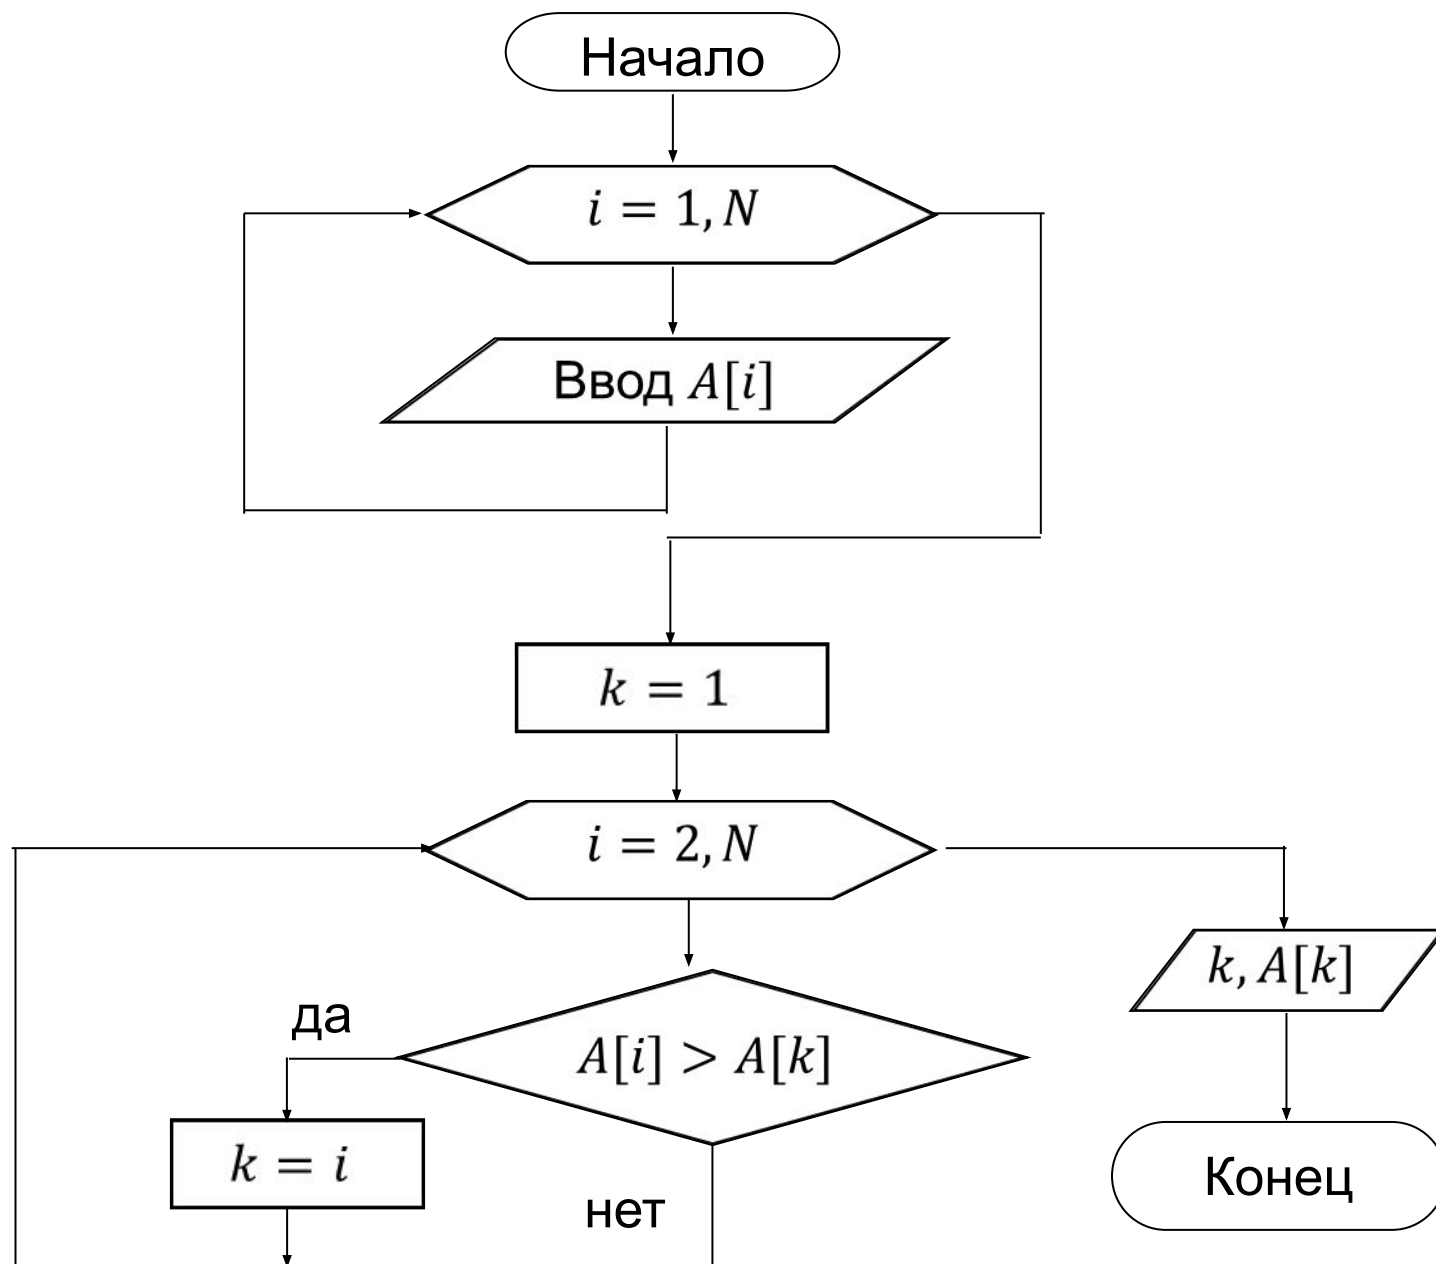 Начало
i = 1, N
Ввод A[i]
k = 1
i = 2, N
k, A[k]
да
A[i] > A[k]
k = i
Конец
нет